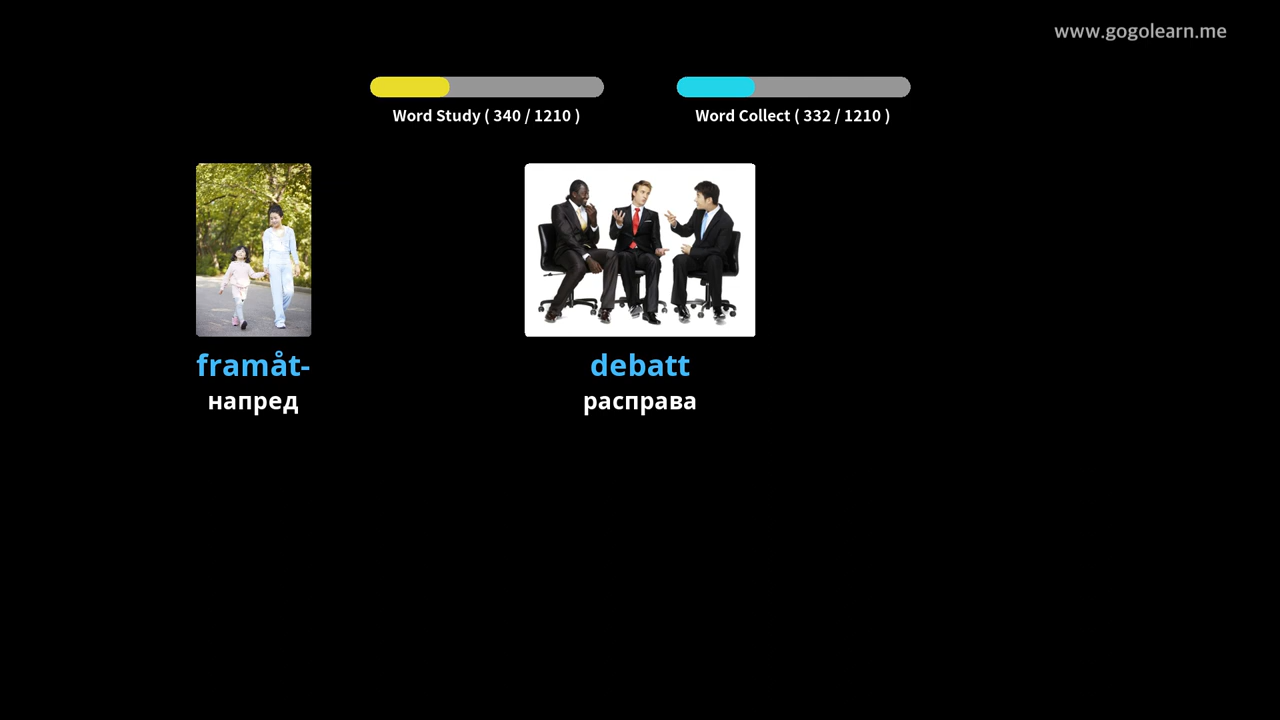 www.gogolearn.me
Word Study ( 340 / 1210 )
Word Collect ( 332 / 1210 )
framåt-
напред
debatt
расправа